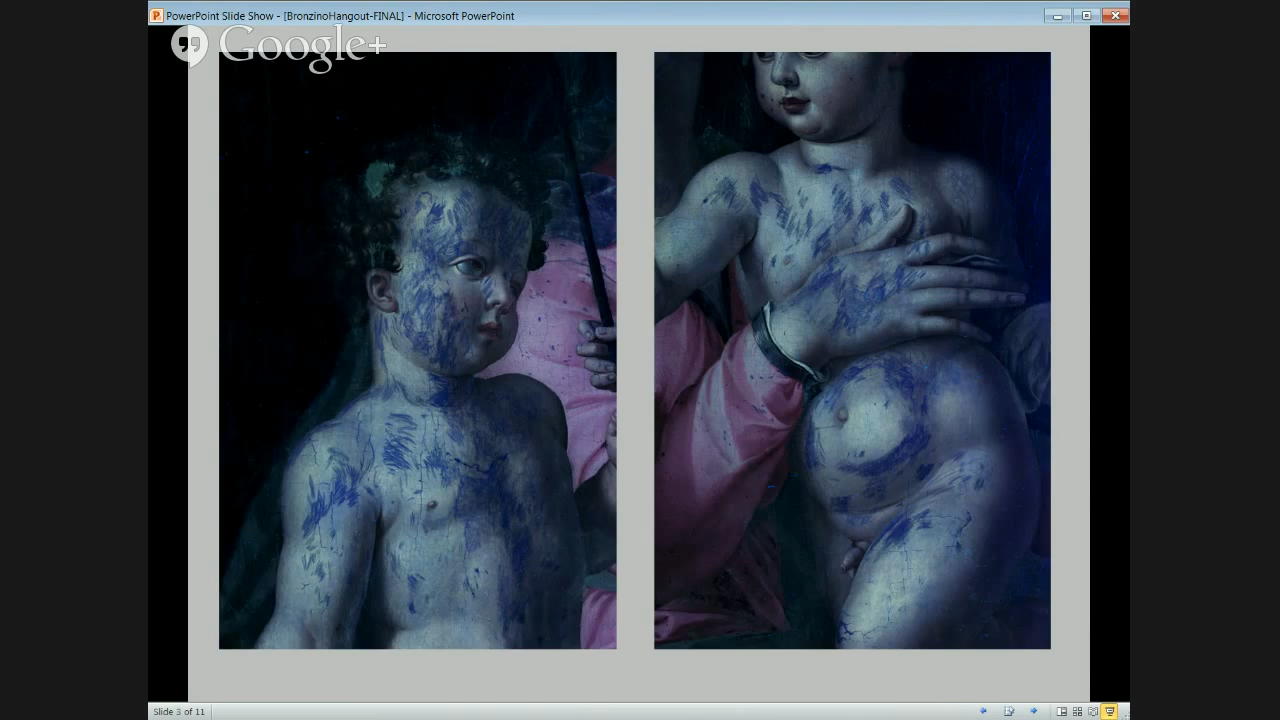 PowerPoint Slide Show - [BronzinoHangout-FINAL] - Microsoft PowerPoint
Google+
Slide 3 of 11